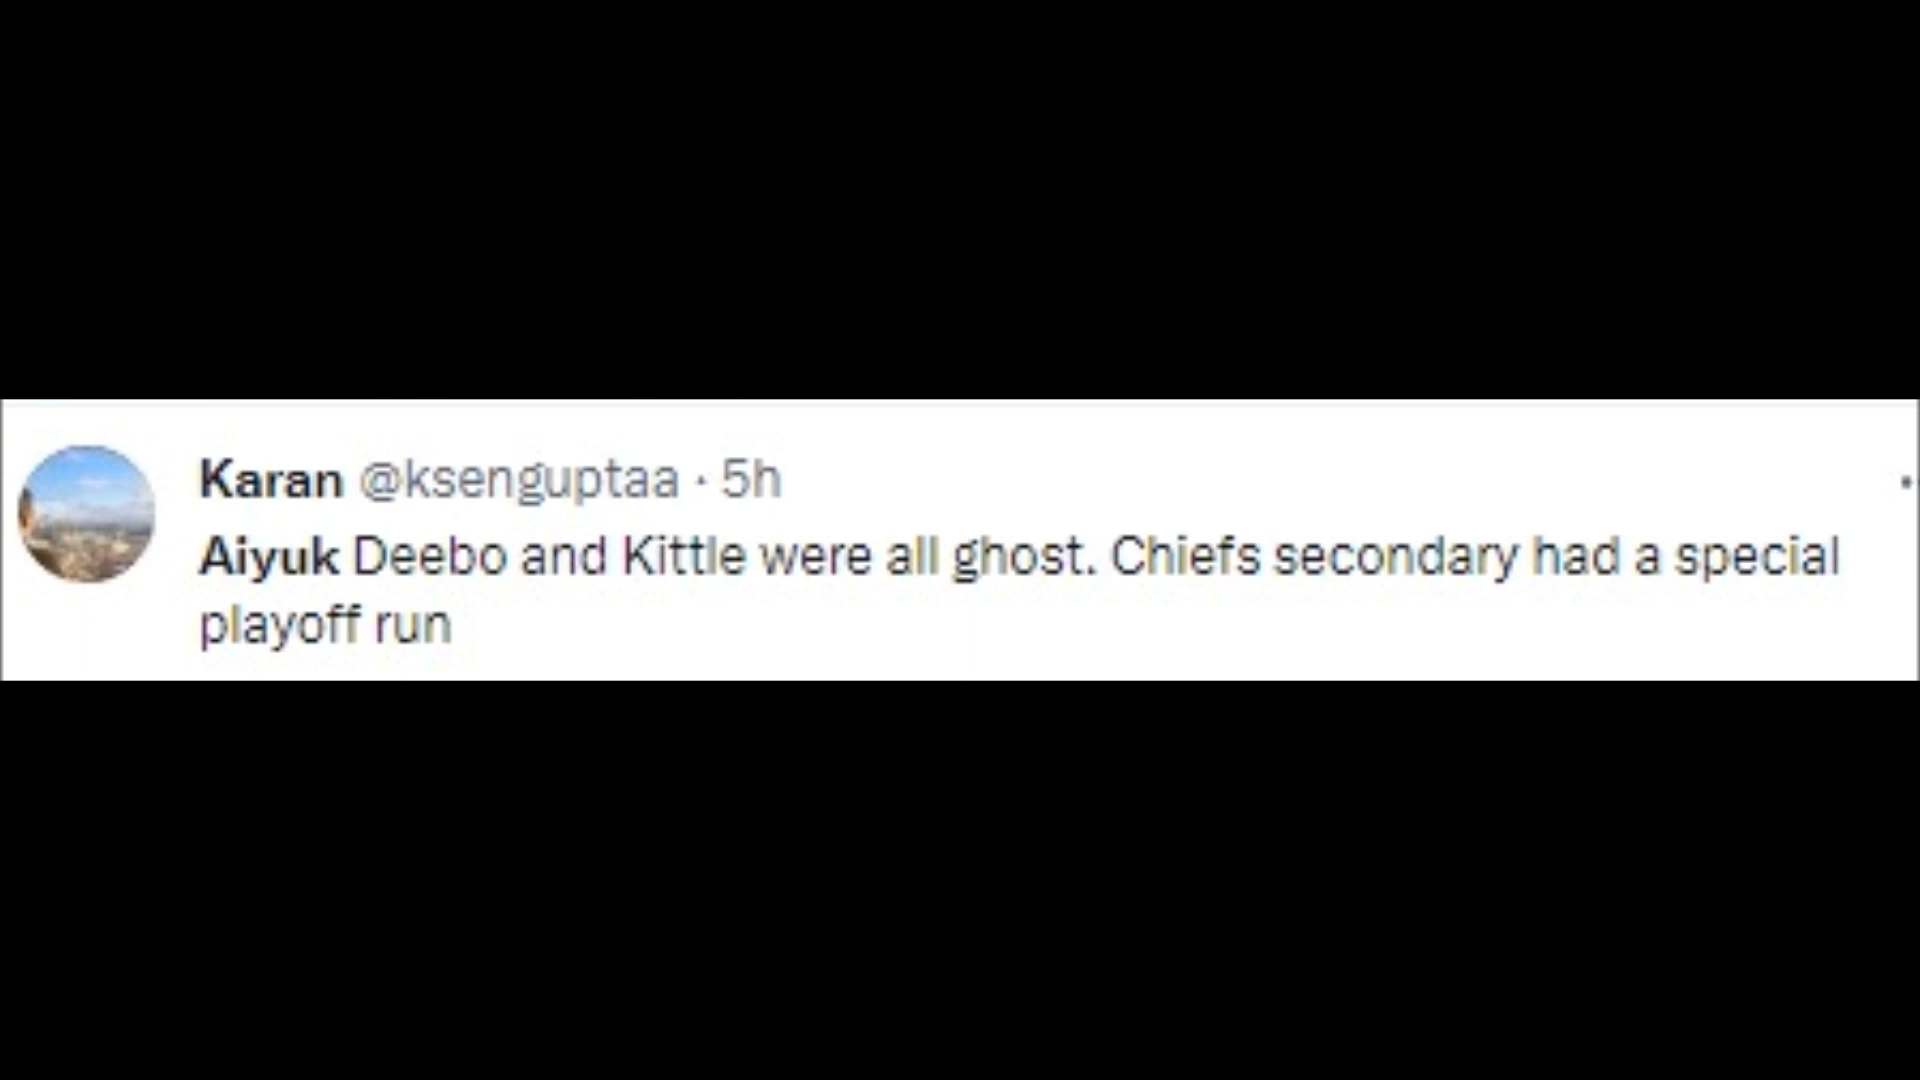 Karan @ksenguptaa · 5h
Aiyuk Deebo and Kittle were all ghost. Chiefs secondary had a special
playoff run